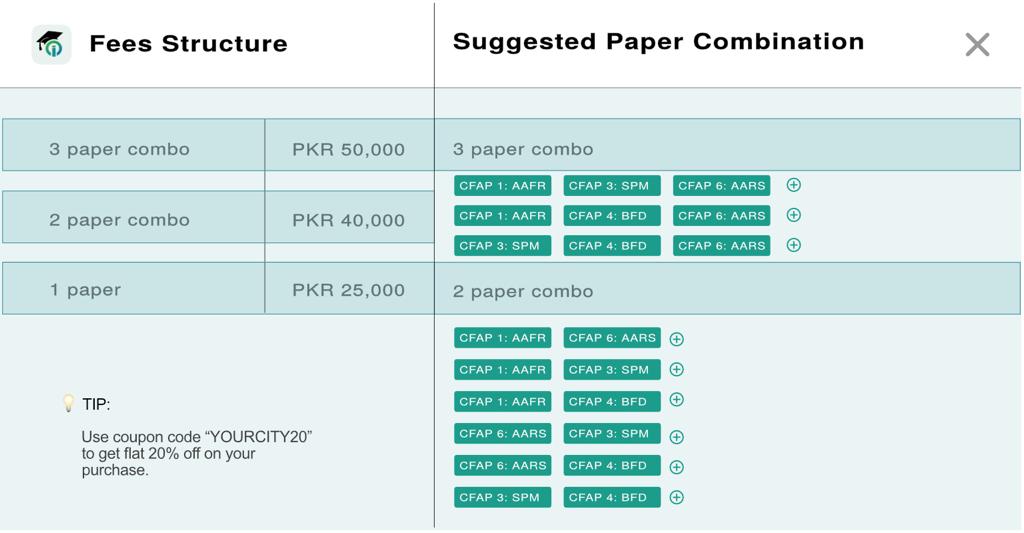 Fees Structure
Suggested Paper Combination
3 paper combo PKR 50,000
2 paper combo PKR 40,000
1 paper PKR 25,000
TIP:
Use coupon code “YOURCITY20”
to get flat 20% off on your
purchase.
3 paper combo
CFAP 1: AAFR CFAP 3: SPM CFAP 6: AARS
CFAP 1: AAFR CFAP 4: BFD CFAP 6: AARS
CFAP 3: SPM CFAP 4: BFD CFAP 6: AARS
2 paper combo
CFAP 1: AAFR CFAP 6: AARS
CFAP 1: AAFR CFAP 3: SPM
CFAP 1: AAFR CFAP 4: BFD
CFAP 6: AARS CFAP 3: SPM
CFAP 6: AARS CFAP 4: BFD
CFAP 3: SPM CFAP 4: BFD